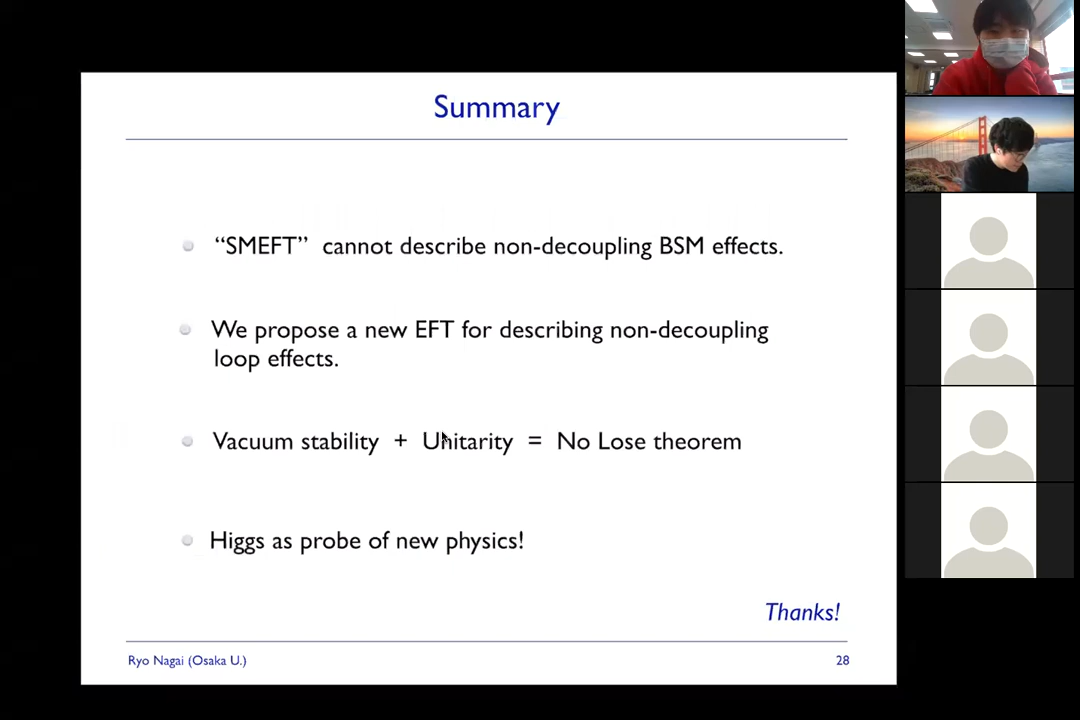 Summary
“SMEFT” cannot describe non-decoupling BSM effects.
We propose a new EFT for describing non-decoupling
loop effects.
Vacuum stability + Unitarity = No Lose theorem
Higgs as probe of new physics!
Thanks!
Ryo Nagai (Osaka U.)
28